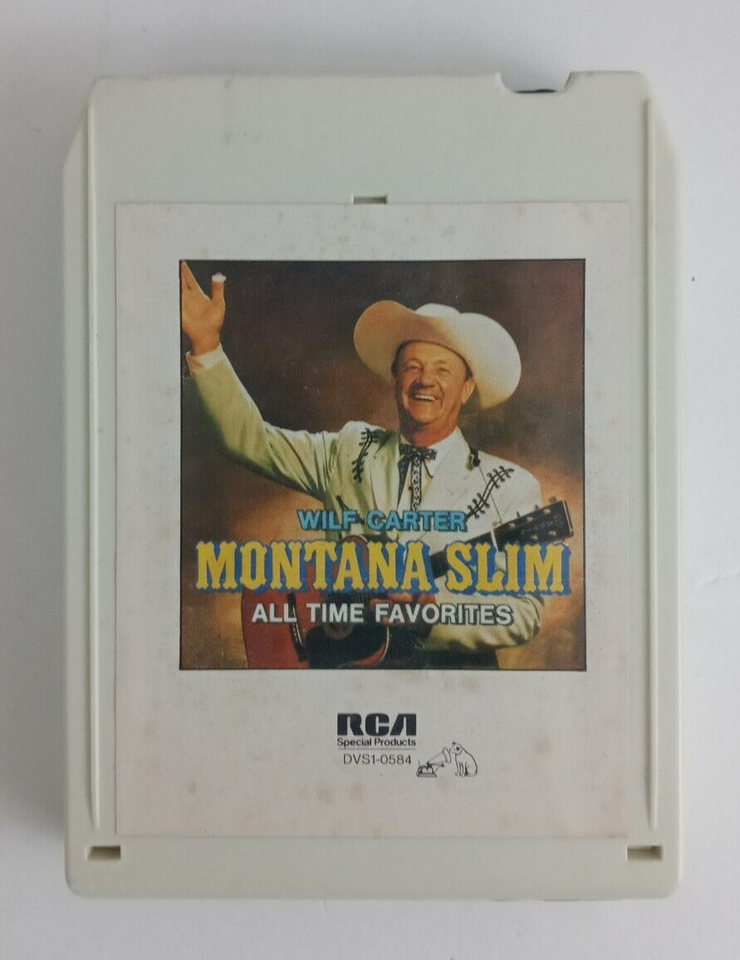 WILF CARTER
MONTANA SLIM
ALL TIME FAVORITES
RCA
Special Products
DVS1-0584